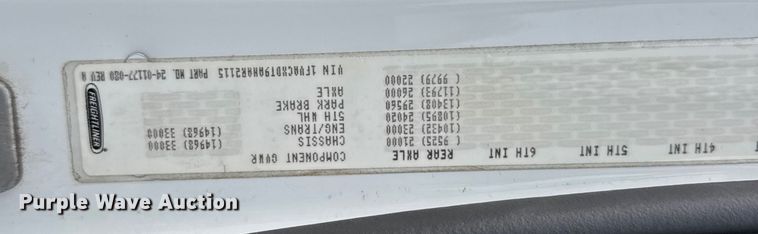 4TH INT 5TH INT 6TH INT REAR AXLE COMPONENT GVWR
( 9525) 21000 CHASSIS (14968) 33000
(10432) 23000 ENG/TRANS (14968) 33000
(10895) 24020 5TH WHL
(13408) 29560 PARK BRAKE
(11793) 26000 AXLE
( 9979) 22000 VIN 1FVACXDT9AHAR2115 PART NO. 24-01177-080 REV A
FREIGHTLINER
Purple Wave Auction